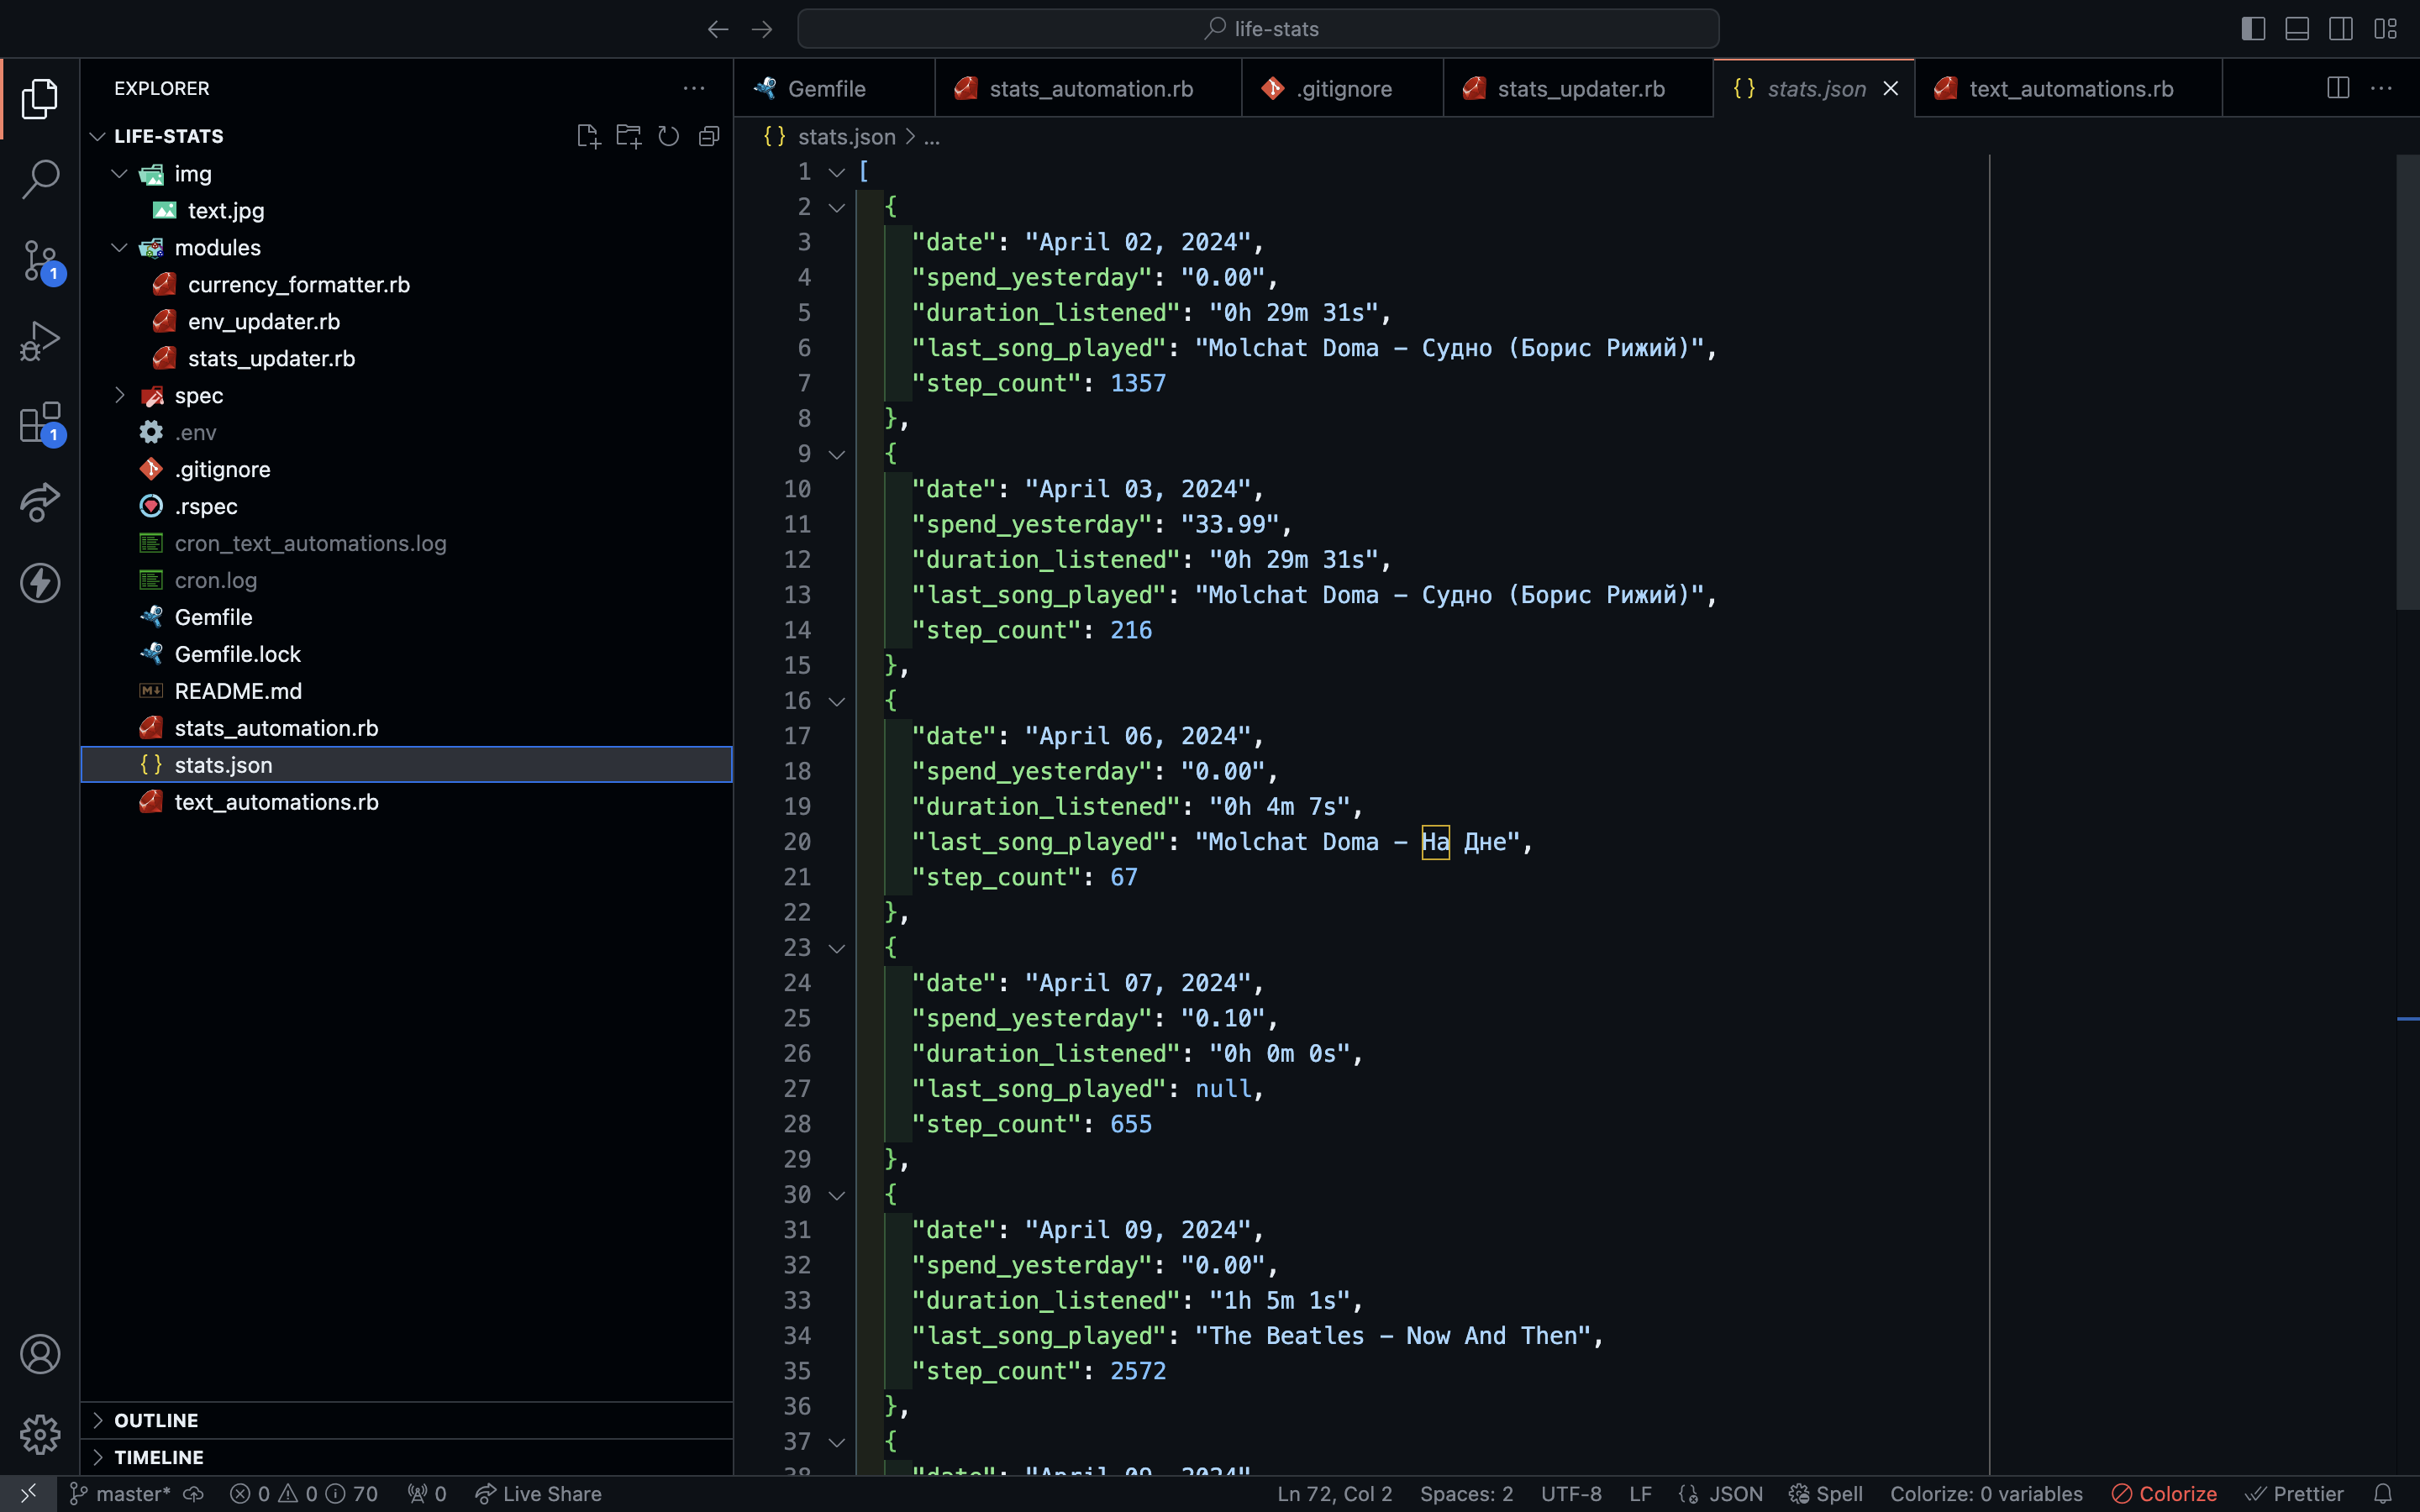 life-stats
EXPLORER
LIFE-STATS
img
text.jpg
modules
currency_formatter.rb
env_updater.rb
stats_updater.rb
spec
.env
.gitignore
.rspec
cron_text_automations.log
cron.log
Gemfile
Gemfile.lock
README.md
stats_automation.rb
{ } stats.json
text_automations.rb
OUTLINE
TIMELINE
Gemfile
stats_automation.rb
.gitignore
stats_updater.rb
{ } stats.json
text_automations.rb
{ } stats.json > ...
1 [
2 {
3 "date": "April 02, 2024",
4 "spend_yesterday": "0.00",
5 "duration_listened": "0h 29m 31s",
6 "last_song_played": "Molchat Doma – Судно (Борис Рижий)",
7 "step_count": 1357
8 },
9 {
10 "date": "April 03, 2024",
11 "spend_yesterday": "33.99",
12 "duration_listened": "0h 29m 31s",
13 "last_song_played": "Molchat Doma – Судно (Борис Рижий)",
14 "step_count": 216
15 },
16 {
17 "date": "April 06, 2024",
18 "spend_yesterday": "0.00",
19 "duration_listened": "0h 4m 7s",
20 "last_song_played": "Molchat Doma – На Дне",
21 "step_count": 67
22 },
23 {
24 "date": "April 07, 2024",
25 "spend_yesterday": "0.10",
26 "duration_listened": "0h 0m 0s",
27 "last_song_played": null,
28 "step_count": 655
29 },
30 {
31 "date": "April 09, 2024",
32 "spend_yesterday": "0.00",
33 "duration_listened": "1h 5m 1s",
34 "last_song_played": "The Beatles – Now And Then",
35 "step_count": 2572
36 },
37 {
38 "date": "April 09, 2024",
1
1
master* 0 0 70 0 Live Share Ln 72, Col 2 Spaces: 2 UTF-8 LF JSON Spell Colorize: 0 variables Colorize Prettier